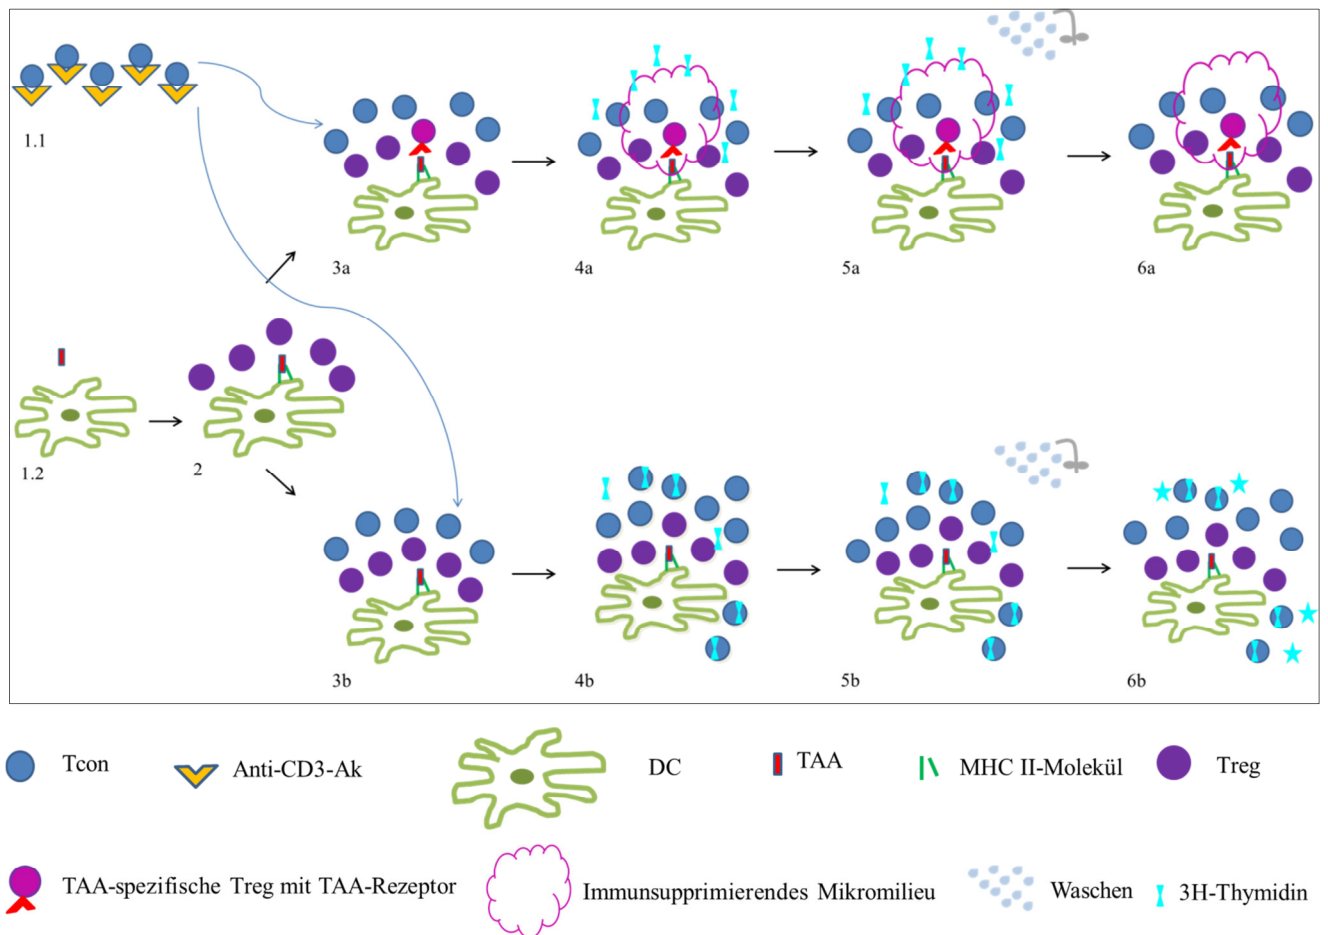 1.1
3a
4a
5a
6a
1.2
2
3b
4b
5b
6b
Tcon
Anti-CD3-Ak
DC
TAA
MHC II-Molekül
Treg
TAA-spezifische Treg mit TAA-Rezeptor
Immunsupprimierendes Mikromilieu
Waschen
3H-Thymidin